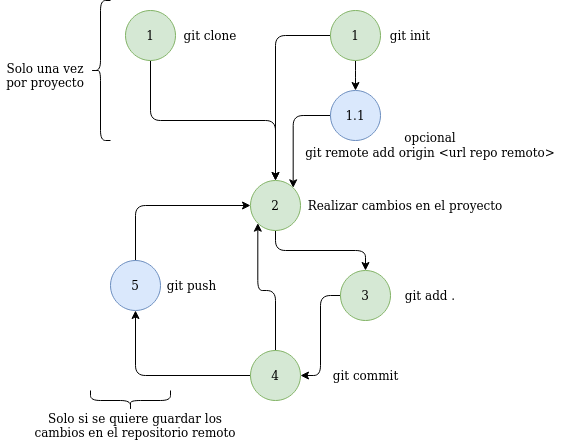 1 git clone
1 git init
Solo una vez
por proyecto
1.1
opcional
git remote add origin <url repo remoto>
2 Realizar cambios en el proyecto
5 git push
3 git add .
4 git commit
Solo si se quiere guardar los
cambios en el repositorio remoto